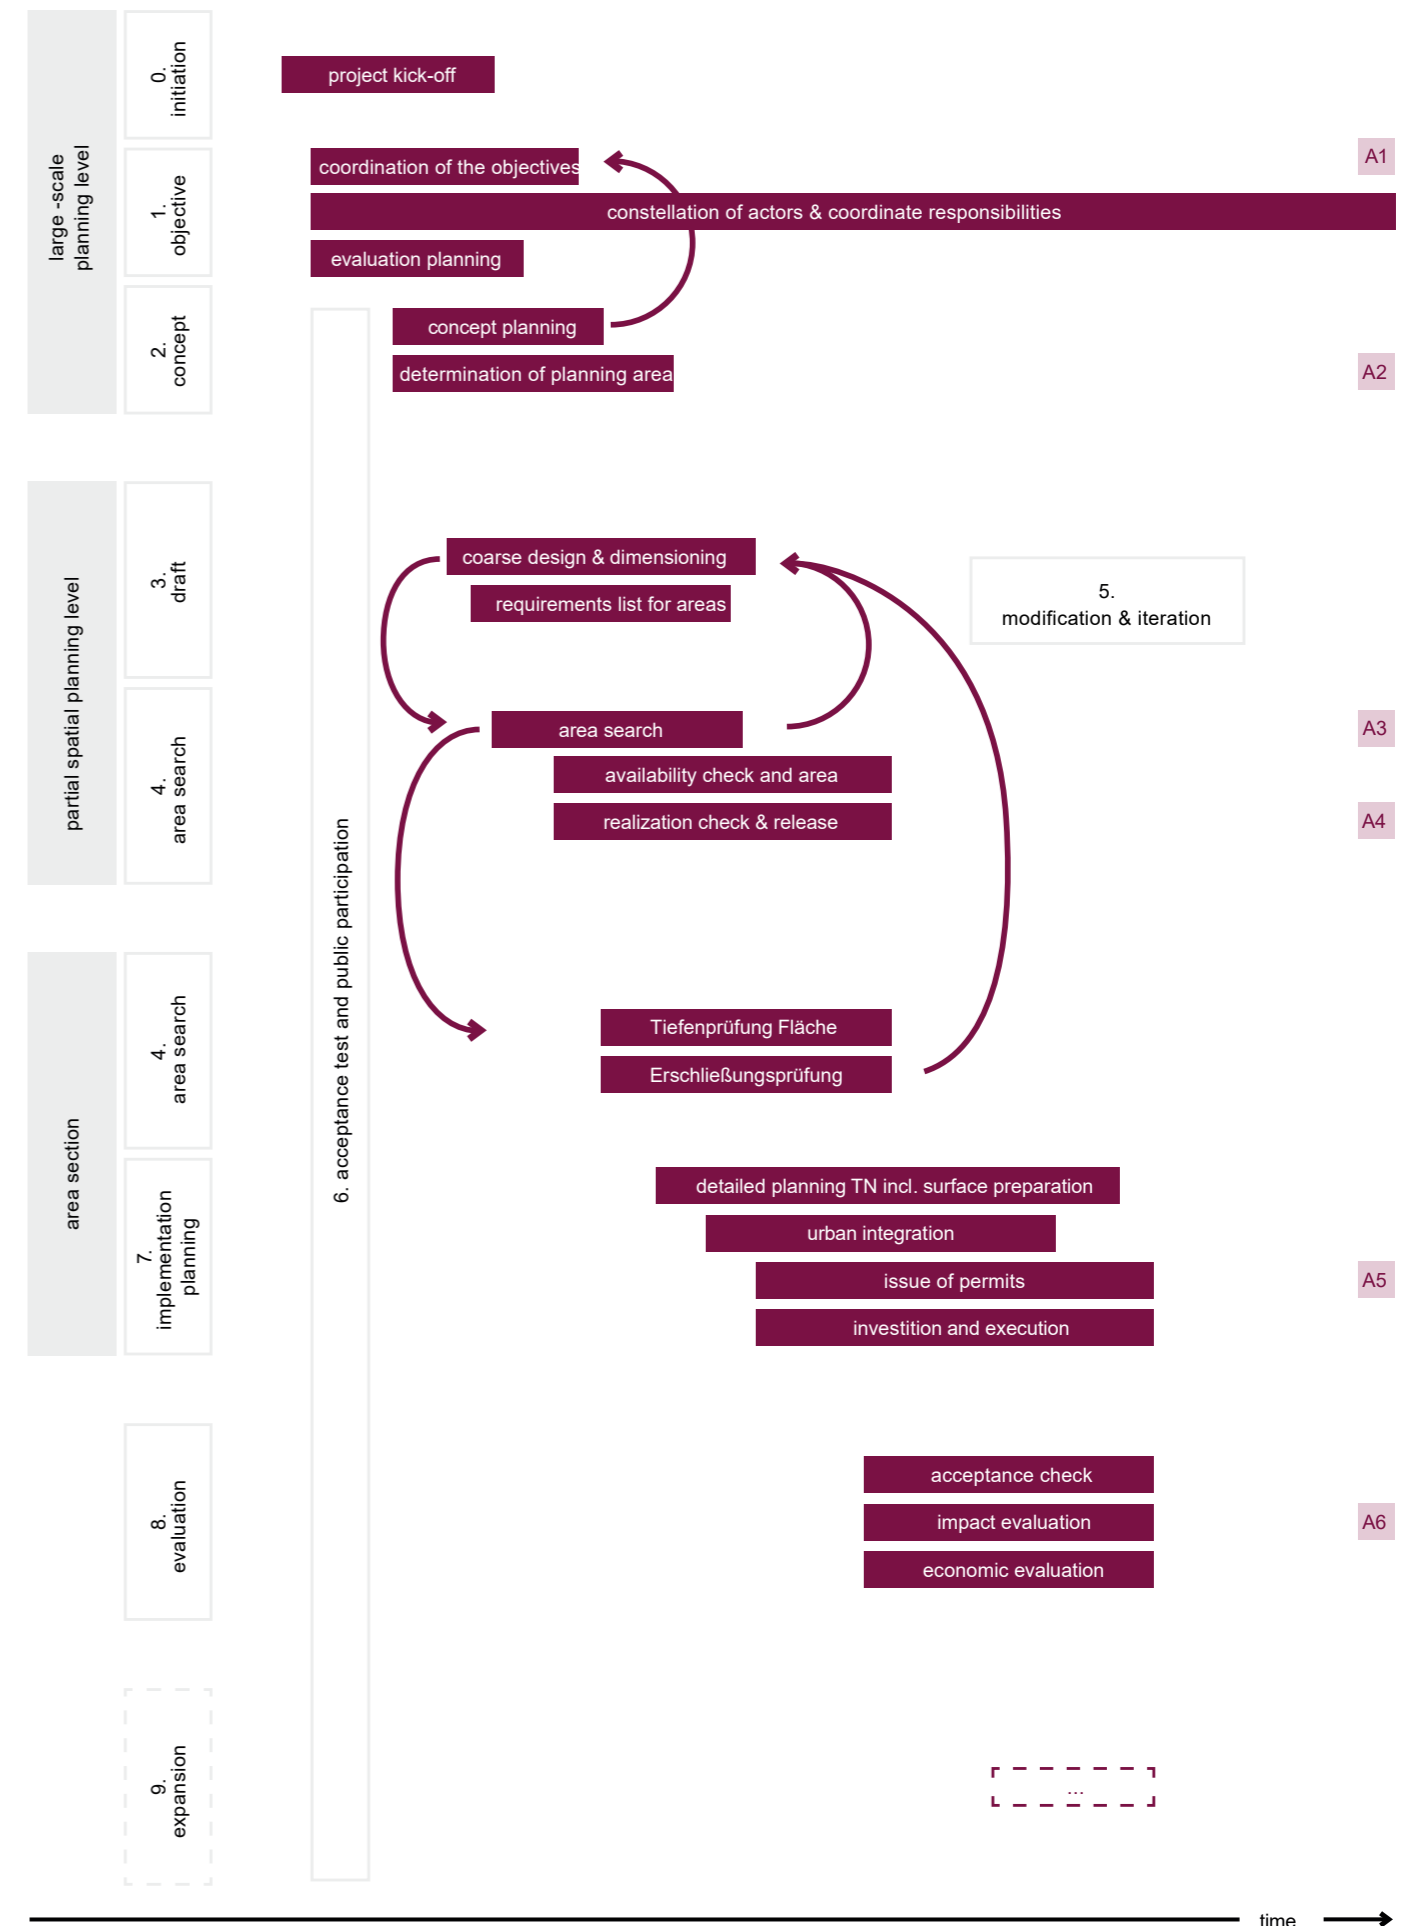 large -scale
planning level
0.
initiation
project kick-off
1.
objective
coordination of the objectives
A1
constellation of actors & coordinate responsibilities
evaluation planning
2.
concept
concept planning
determination of planning area
A2
partial spatial planning level
3.
draft
coarse design & dimensioning
requirements list for areas
5.
modification & iteration
4.
area search
area search
A3
availability check and area
realization check & release
A4
6. acceptance test and public participation
area section
4.
area search
Tiefenprüfung Fläche
Erschließungsprüfung
7.
implementation
planning
detailed planning TN incl. surface preparation
urban integration
issue of permits
A5
investition and execution
8.
evaluation
acceptance check
impact evaluation
A6
economic evaluation
9.
expansion
...
time